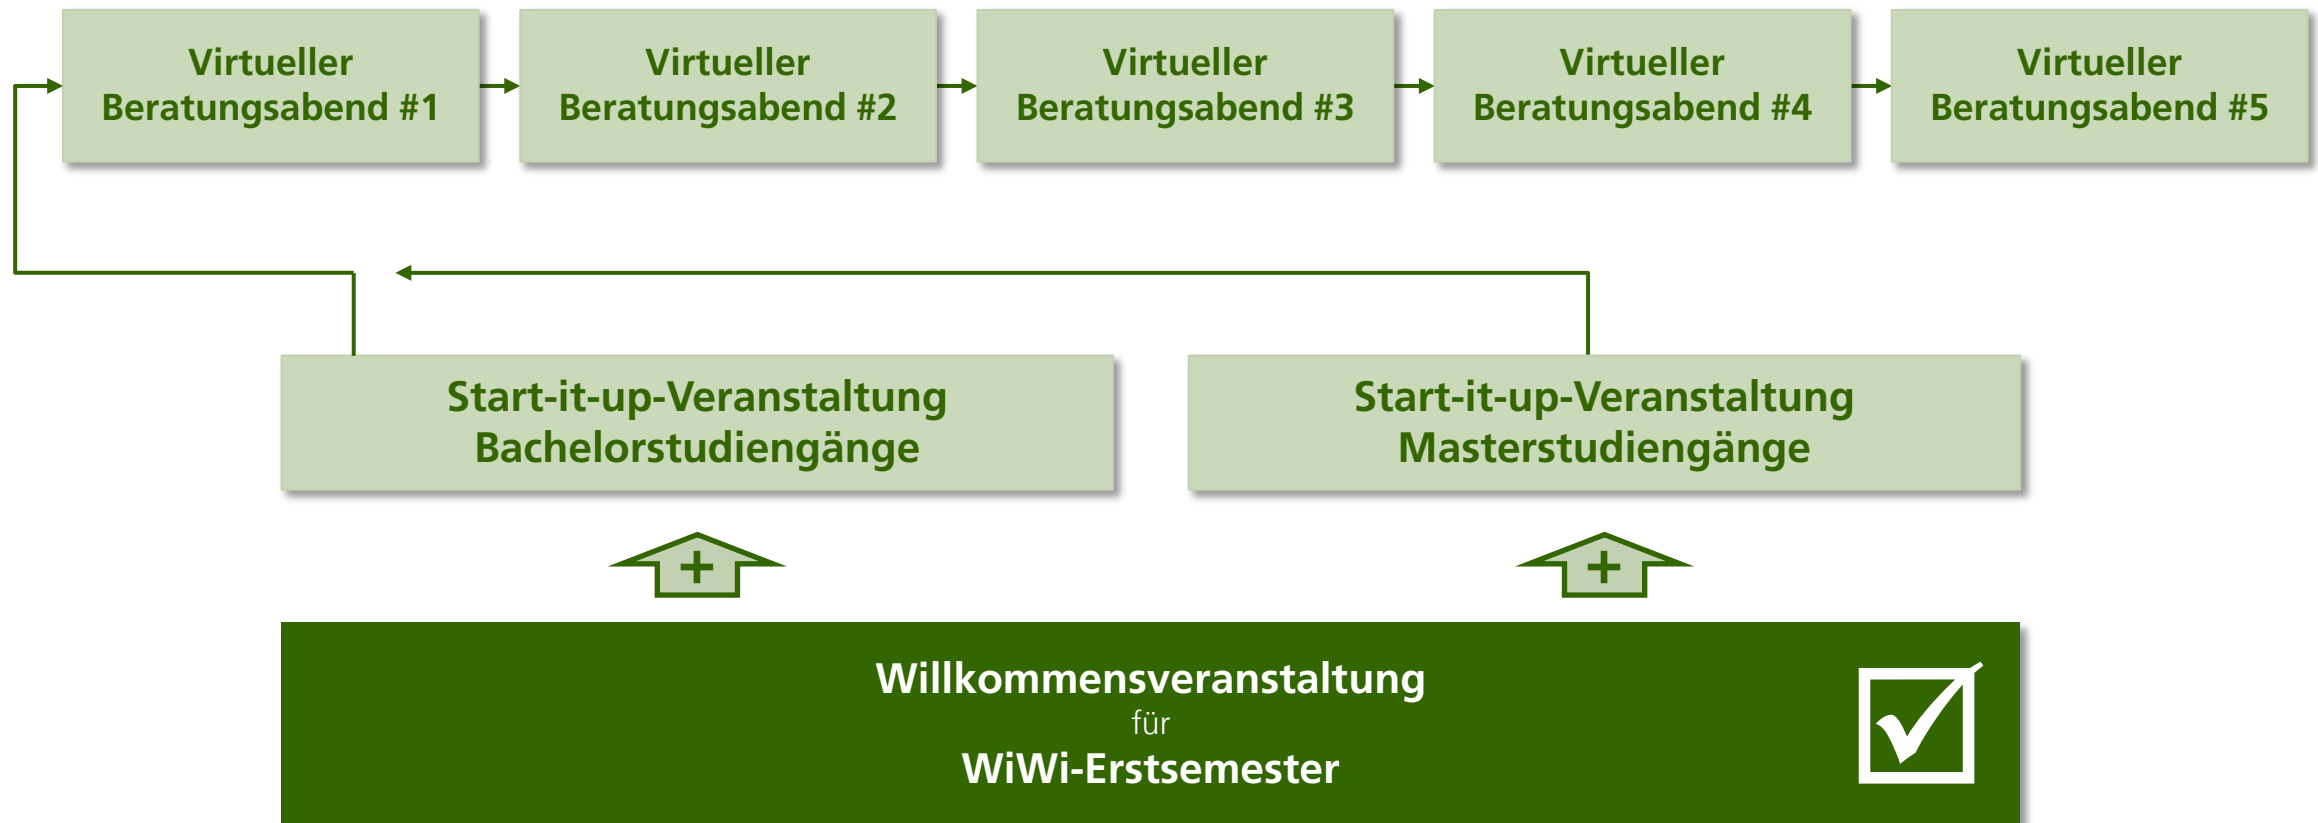 Virtueller
Beratungsabend #1
Virtueller
Beratungsabend #2
Virtueller
Beratungsabend #3
Virtueller
Beratungsabend #4
Virtueller
Beratungsabend #5
Start-it-up-Veranstaltung
Bachelorstudiengänge
Start-it-up-Veranstaltung
Masterstudiengänge
+
+
Willkommensveranstaltung
für
WiWi-Erstsemester